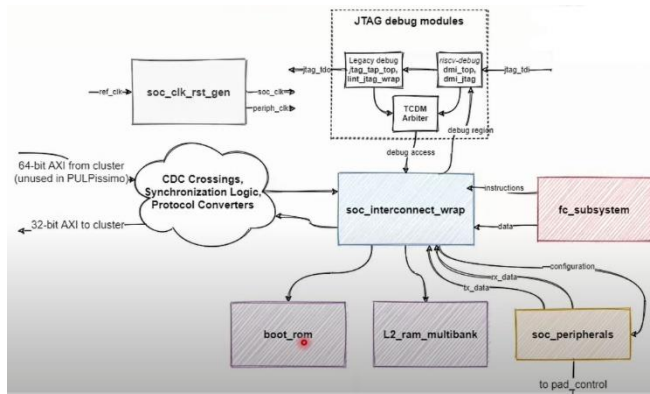 JTAG debug modules
Legacy debug
jtag_tap_top,
lint_jtag_wrap
riscv-debug
dmi_top,
dmi_jtag
jtag_tdo
jtag_tdi
TCDM
Arbiter
debug region
debug access
ref_clk
soc_clk_rst_gen
soc_clk
periph_clk
64-bit AXI from cluster
(unused in PULPissimo)
32-bit AXI to cluster
CDC Crossings,
Synchronization Logic,
Protocol Converters
soc_interconnect_wrap
instructions
data
fc_subsystem
configuration
rx_data
tx_data
boot_rom
L2_ram_multibank
soc_peripherals
to pad_control